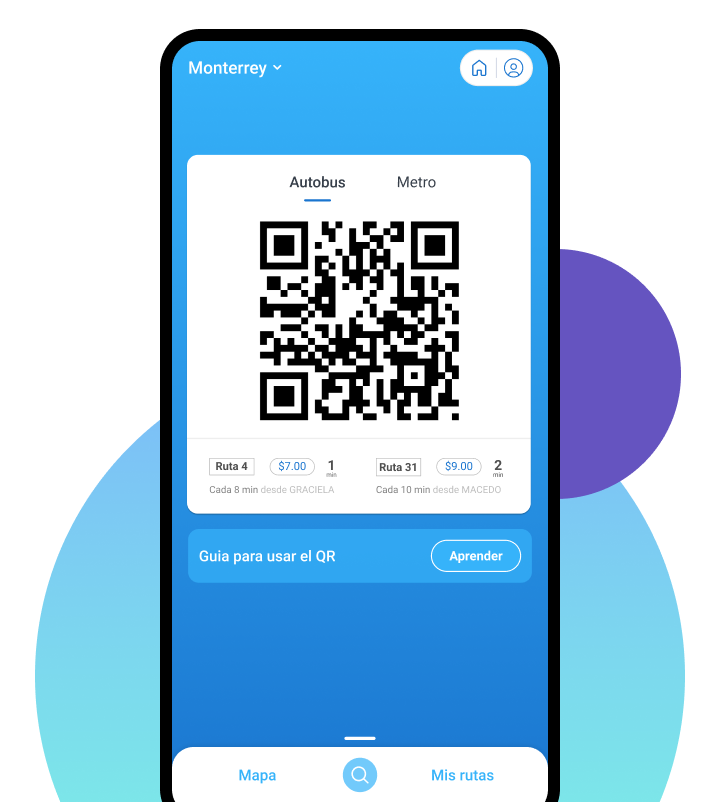 Monterrey
Autobus Metro
Ruta 4 $7.00 1 min Ruta 31 $9.00 2 min
Cada 8 min desde GRACIELA Cada 10 min desde MACEDO
Guia para usar el QR Aprender
Mapa Mis rutas